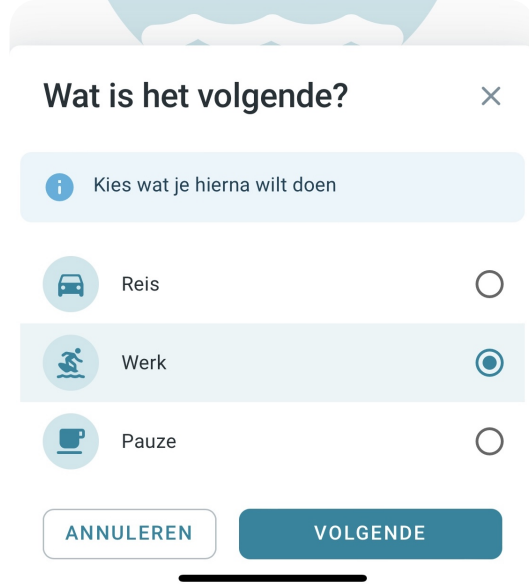 Wat is het volgende?
Kies wat je hierna wilt doen
Reis
Werk
Pauze
ANNULEREN
VOLGENDE